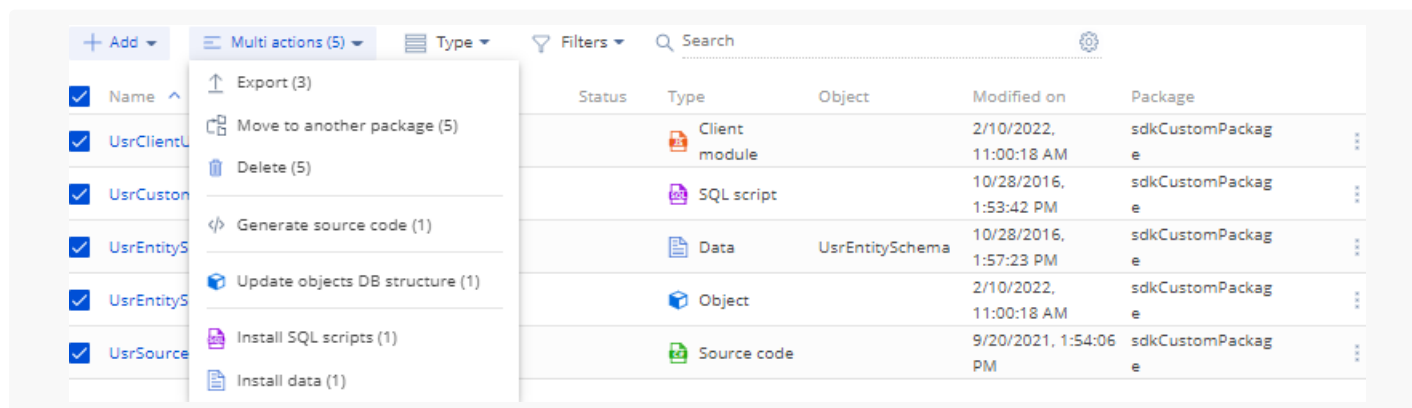 Add
Multi actions (5)
Type
Filters
Search
Export (3)
Move to another package (5)
Delete (5)
Generate source code (1)
Update objects DB structure (1)
Install SQL scripts (1)
Install data (1)
Name Status Type Object Modified on Package
UsrClientU
Client
module
2/10/2022,
11:00:18 AM
sdkCustomPackag
e
UsrCuston
SQL script
10/28/2016,
1:53:42 PM
sdkCustomPackag
e
UsrEntityS
Data
UsrEntitySchema
10/28/2016,
1:57:23 PM
sdkCustomPackag
e
UsrEntityS
Object
2/10/2022,
11:00:18 AM
sdkCustomPackag
e
UsrSource
Source code
9/20/2021, 1:54:06
PM
sdkCustomPackag
e